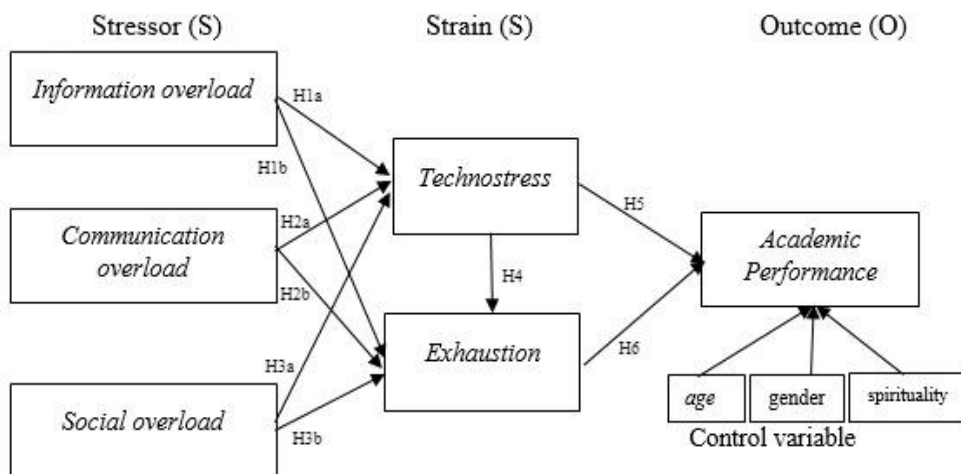 Stressor (S)
Strain (S)
Outcome (O)
Information overload
H1a
H1b
Technostress
H2a
H5
Communication
overload
Academic
Performance
H2b
H4
Exhaustion
H6
H3a
Social overload
H3b
age
gender
spirituality
Control variable